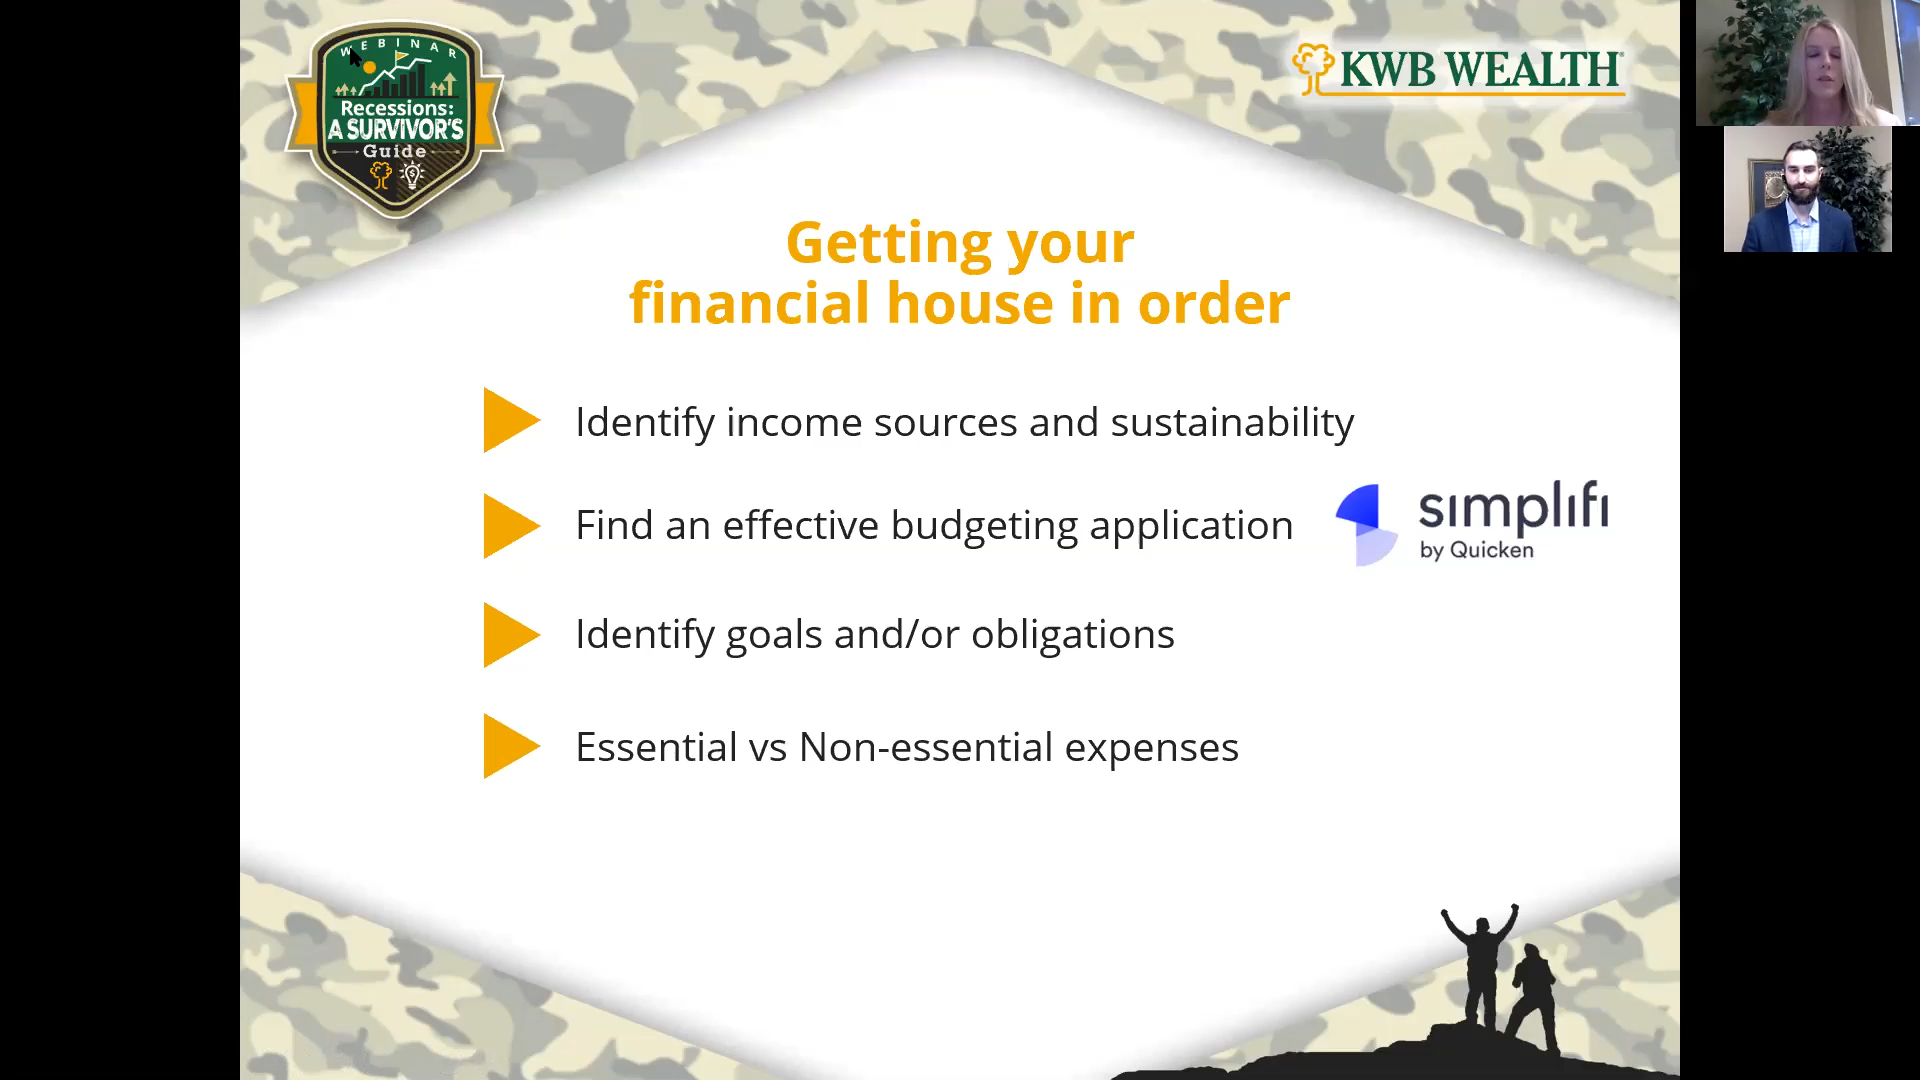 WEBINAR
Recessions:
A SURVIVOR'S
Guide
KWB WEALTH®
Getting your
financial house in order
Identify income sources and sustainability
Find an effective budgeting application
simplifi
by Quicken
Identify goals and/or obligations
Essential vs Non-essential expenses